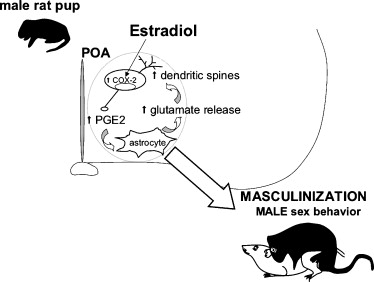 male rat pup
Estradiol
POA
↑ COX-2
↑ dendritic spines
↑ glutamate release
↑ PGE2
astrocyte
MASCULINIZATION
MALE sex behavior